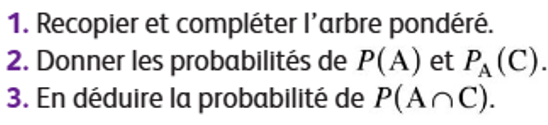 1. Recopier et compléter l’arbre pondéré.
2. Donner les probabilités de P(A) et P_A(C).
3. En déduire la probabilité de P(A∩C).